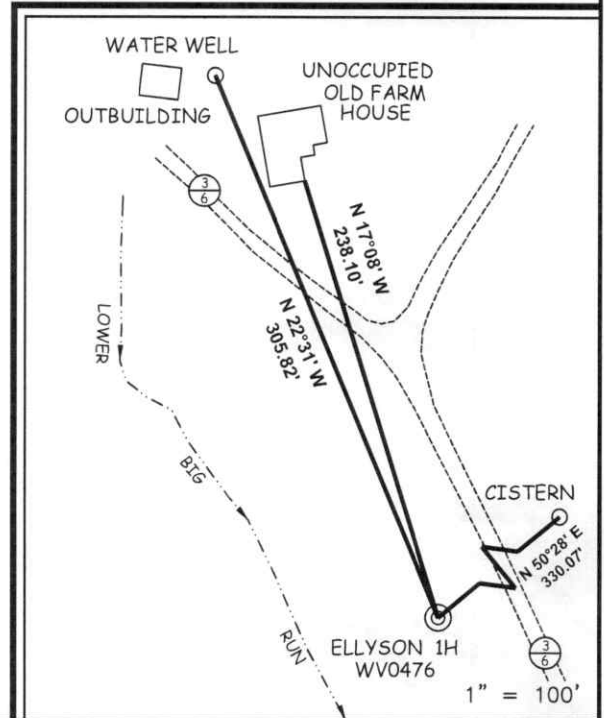 WATER WELL
OUTBUILDING
UNOCCUPIED
OLD FARM
HOUSE
3
6
N 17°08' W
238.10'
N 22°31' W
305.82'
LOWER
BIG
RUN
CISTERN
N 50°28' E
330.07'
ELLYSON 1H
WV0476
3
6
1" = 100'